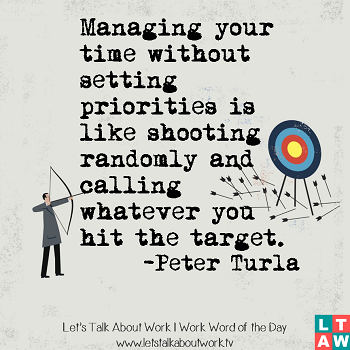 Managing your
time without
setting
priorities is
like shooting
randomly and
calling
whatever you
hit the target.
-Peter Turla
Let's Talk About Work | Work Word of the Day
www.letstalkaboutwork.tv
L T
A W